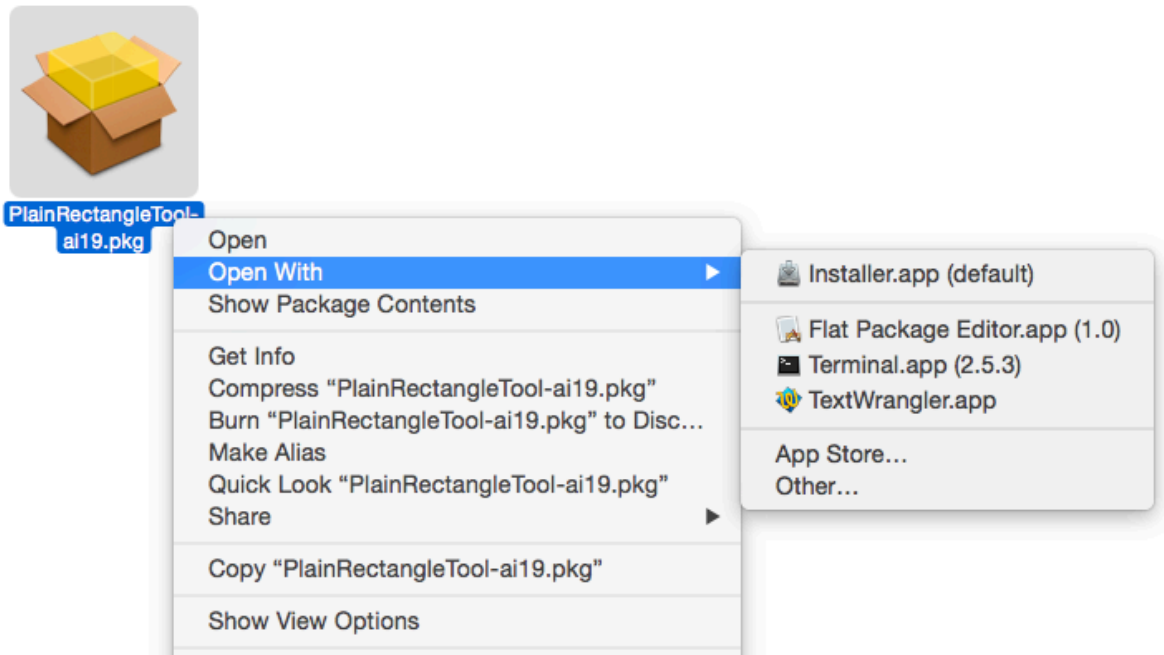 PlainRectangleTool-
ai19.pkg
Open
Open With
Show Package Contents
Get Info
Compress “PlainRectangleTool-ai19.pkg”
Burn “PlainRectangleTool-ai19.pkg” to Disc…
Make Alias
Quick Look “PlainRectangleTool-ai19.pkg”
Share
Copy “PlainRectangleTool-ai19.pkg”
Show View Options
Installer.app (default)
Flat Package Editor.app (1.0)
Terminal.app (2.5.3)
TextWrangler.app
App Store…
Other…